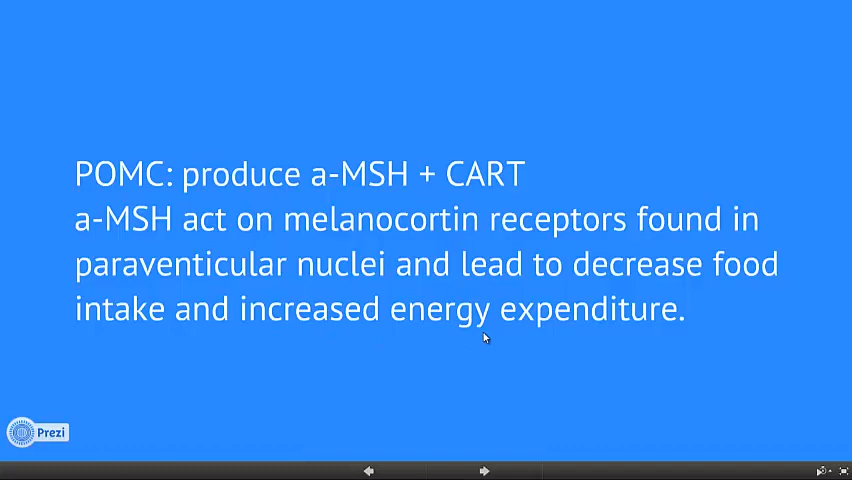 POMC: produce a-MSH + CART
a-MSH act on melanocortin receptors found in
paraventicular nuclei and lead to decrease food
intake and increased energy expenditure.
Prezi